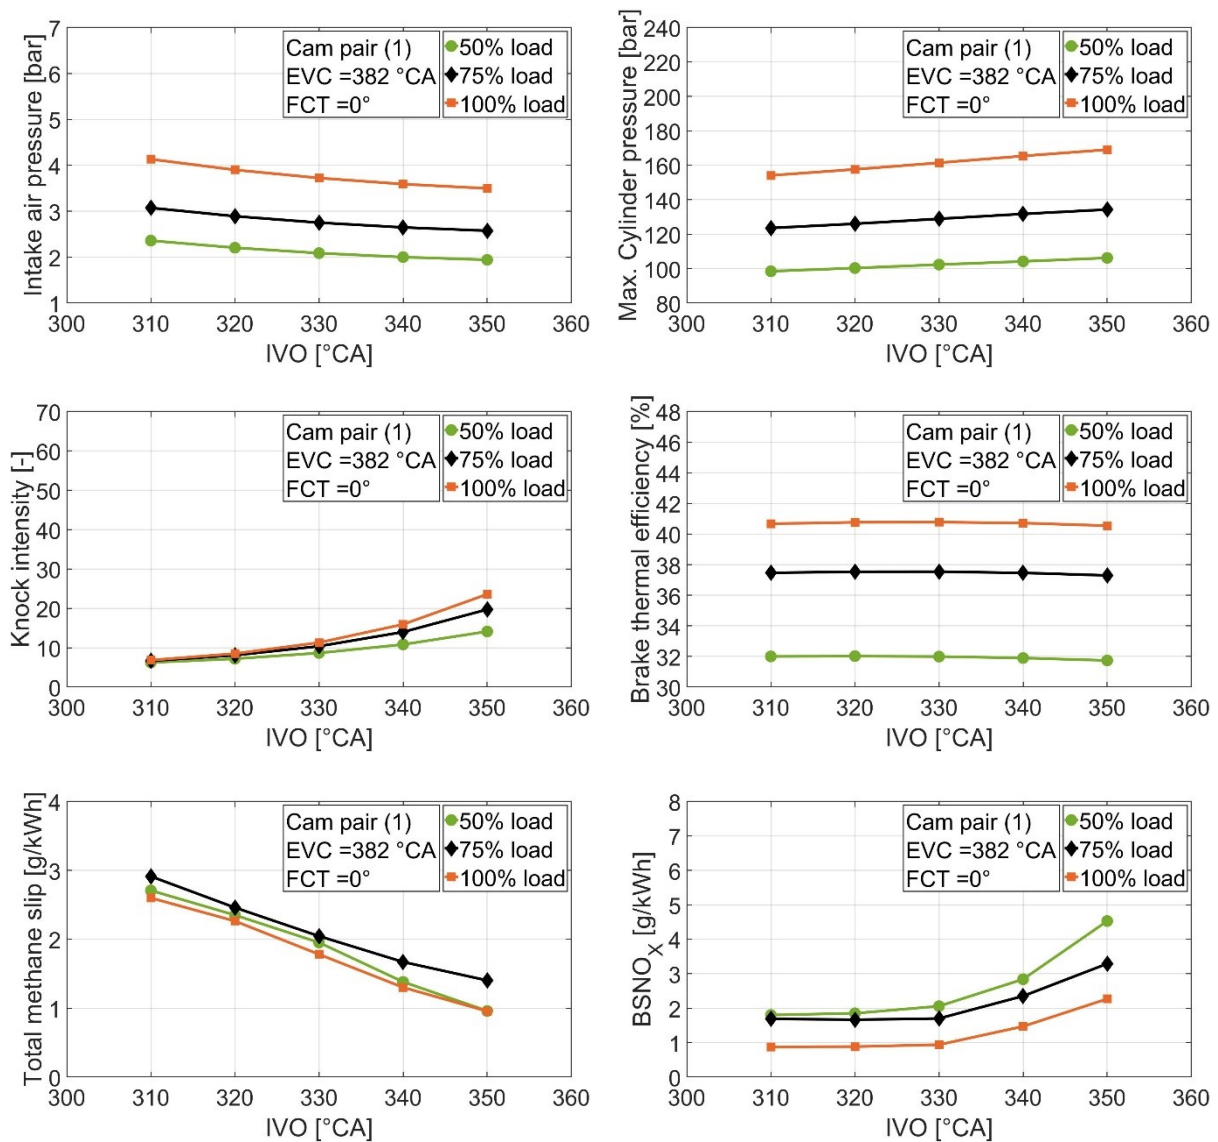 Intake air pressure [bar]
7
6
5
4
3
2
1
Cam pair (1)
EVC =382 °CA
FCT =0°
50% load
75% load
100% load
300 310 320 330 340 350 360
IVO [°CA]
Max. Cylinder pressure [bar]
240
220
200
180
160
140
120
100
80
Cam pair (1)
EVC =382 °CA
FCT =0°
50% load
75% load
100% load
300 310 320 330 340 350 360
IVO [°CA]
Knock intensity [-]
70
60
50
40
30
20
10
0
Cam pair (1)
EVC =382 °CA
FCT =0°
50% load
75% load
100% load
300 310 320 330 340 350 360
IVO [°CA]
Brake thermal efficiency [%]
48
46
44
42
40
38
36
34
32
30
Cam pair (1)
EVC =382 °CA
FCT =0°
50% load
75% load
100% load
300 310 320 330 340 350 360
IVO [°CA]
Total methane slip [g/kWh]
4
3
2
1
0
Cam pair (1)
EVC =382 °CA
FCT =0°
50% load
75% load
100% load
300 310 320 330 340 350 360
IVO [°CA]
BSNOX [g/kWh]
8
7
6
5
4
3
2
1
0
Cam pair (1)
EVC =382 °CA
FCT =0°
50% load
75% load
100% load
300 310 320 330 340 350 360
IVO [°CA]